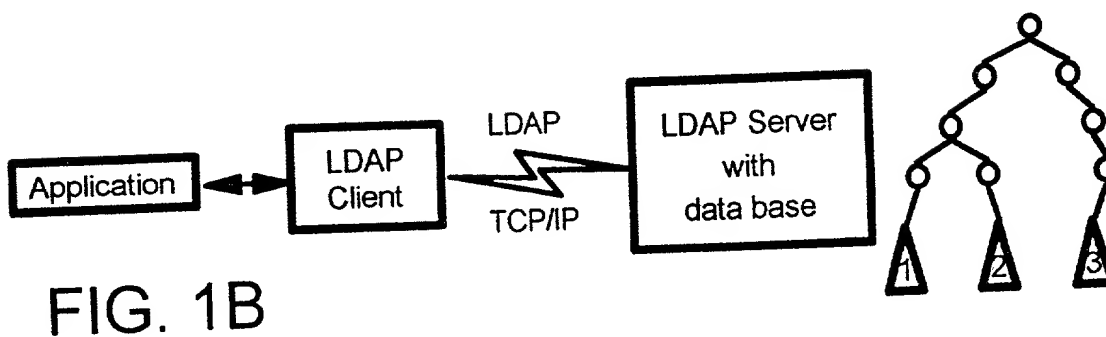 Application
LDAP
Client
LDAP
TCP/IP
LDAP Server
with
data base
1
2
3
FIG. 1B